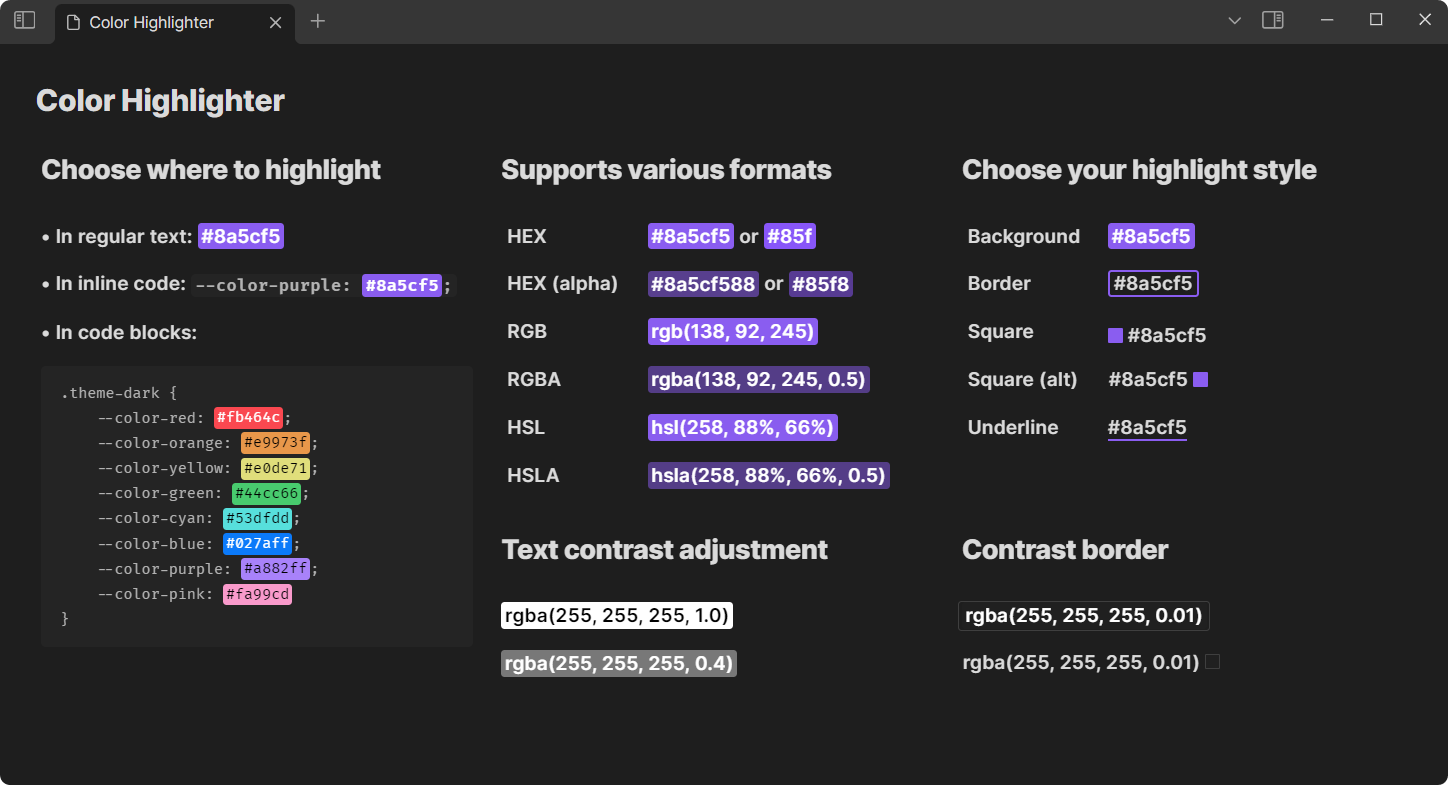 Color Highlighter
Color Highlighter
Choose where to highlight
• In regular text: #8a5cf5
• In inline code: --color-purple: #8a5cf5;
• In code blocks:
.theme-dark {
    --color-red: #fb464c;
    --color-orange: #e9973f;
    --color-yellow: #e0de71;
    --color-green: #44cc66;
    --color-cyan: #53dfdd;
    --color-blue: #027aff;
    --color-purple: #a882ff;
    --color-pink: #fa99cd
}
Supports various formats
HEX #8a5cf5 or #85f
HEX (alpha) #8a5cf588 or #85f8
RGB rgb(138, 92, 245)
RGBA rgba(138, 92, 245, 0.5)
HSL hsl(258, 88%, 66%)
HSLA hsla(258, 88%, 66%, 0.5)
Text contrast adjustment
rgba(255, 255, 255, 1.0)
rgba(255, 255, 255, 0.4)
Choose your highlight style
Background #8a5cf5
Border #8a5cf5
Square #8a5cf5
Square (alt) #8a5cf5
Underline #8a5cf5
Contrast border
rgba(255, 255, 255, 0.01)
rgba(255, 255, 255, 0.01)